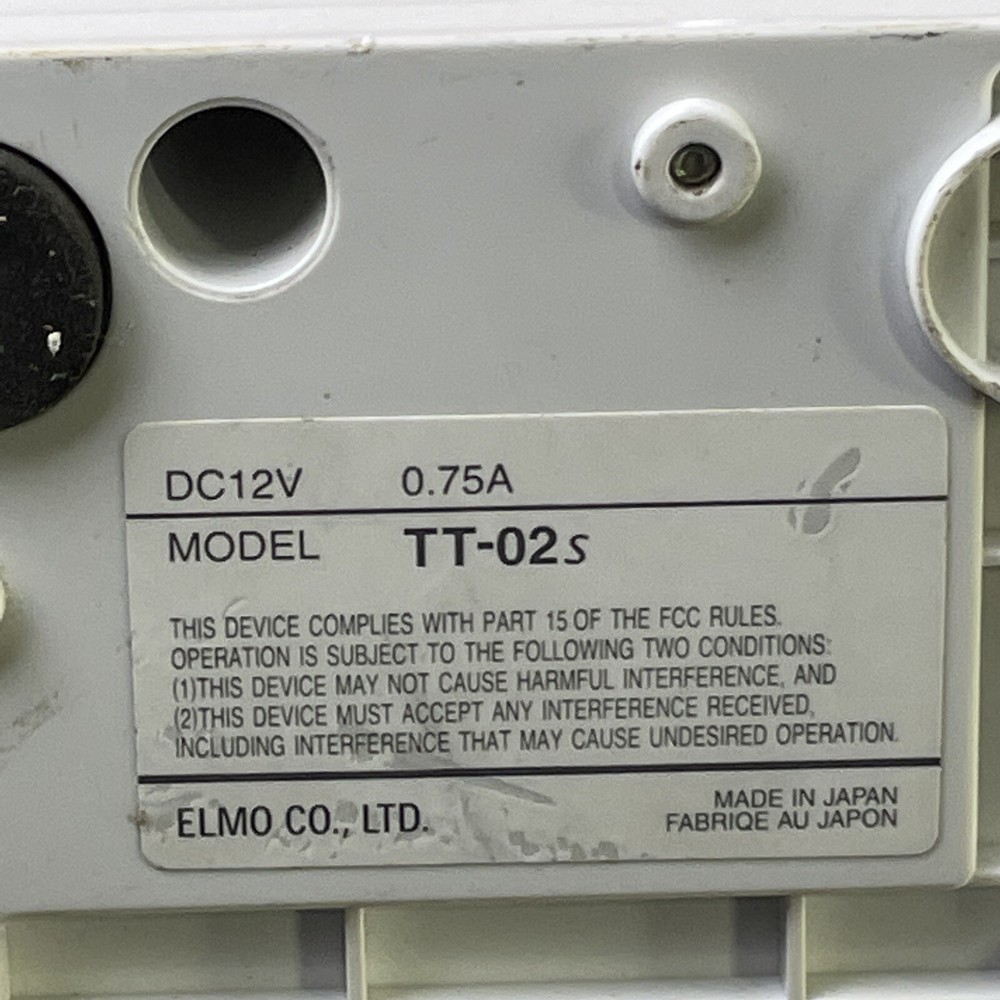 DC12V 0.75A
MODEL TT-02s
THIS DEVICE COMPLIES WITH PART 15 OF THE FCC RULES.
OPERATION IS SUBJECT TO THE FOLLOWING TWO CONDITIONS:
(1)THIS DEVICE MAY NOT CAUSE HARMFUL INTERFERENCE, AND
(2)THIS DEVICE MUST ACCEPT ANY INTERFERENCE RECEIVED,
INCLUDING INTERFERENCE THAT MAY CAUSE UNDESIRED OPERATION.
ELMO CO., LTD.
MADE IN JAPAN
FABRIQE AU JAPON